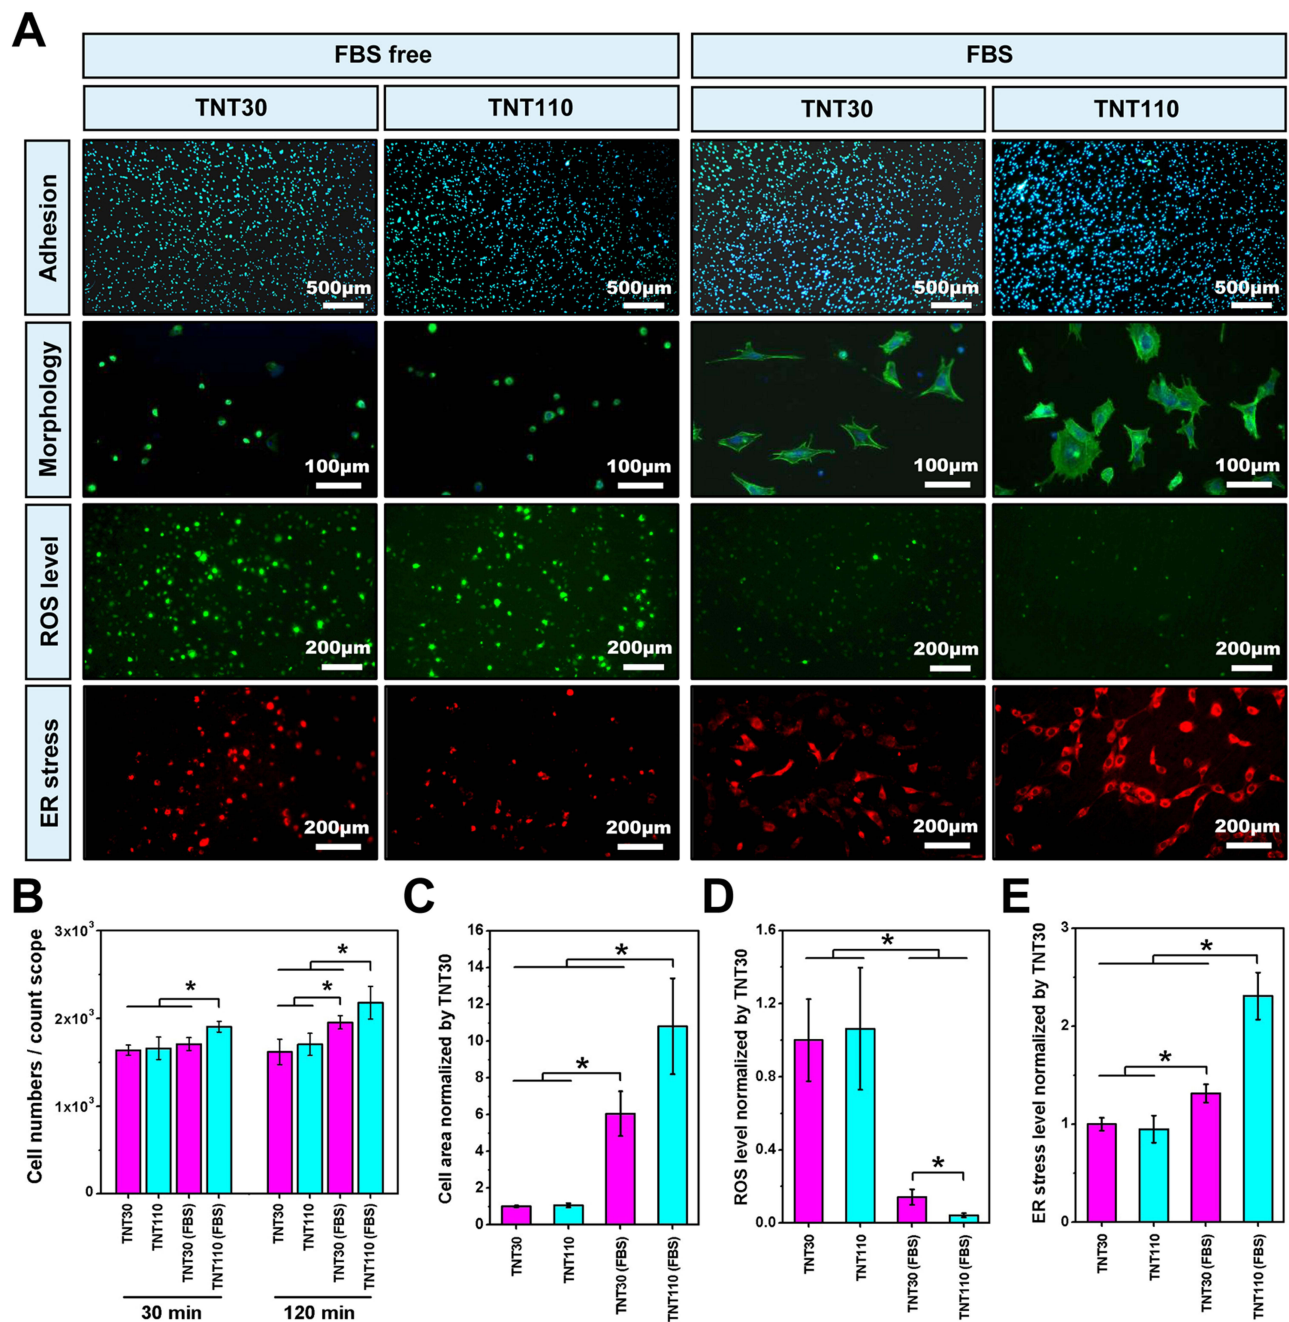 A
FBS free
FBS
TNT30
TNT110
TNT30
TNT110
Adhesion
500µm
500µm
500µm
500µm
Morphology
100µm
100µm
100µm
100µm
ROS level
200µm
200µm
200µm
200µm
ER stress
200µm
200µm
200µm
200µm
B
Cell numbers / count scope
3x10³
2x10³
1x10³
0
*
*
*
*
TNT30
TNT110
TNT30 (FBS)
TNT110 (FBS)
TNT30
TNT110
TNT30 (FBS)
TNT110 (FBS)
30 min
120 min
C
Cell area normalized by TNT30
16
14
12
10
8
6
4
2
0
*
*
TNT30
TNT110
TNT30 (FBS)
TNT110 (FBS)
D
ROS level normalized by TNT30
1.6
1.2
0.8
0.4
0.0
*
*
TNT30
TNT110
TNT30 (FBS)
TNT110 (FBS)
E
ER stress level normalized by TNT30
3
2
1
0
*
*
TNT30
TNT110
TNT30 (FBS)
TNT110 (FBS)